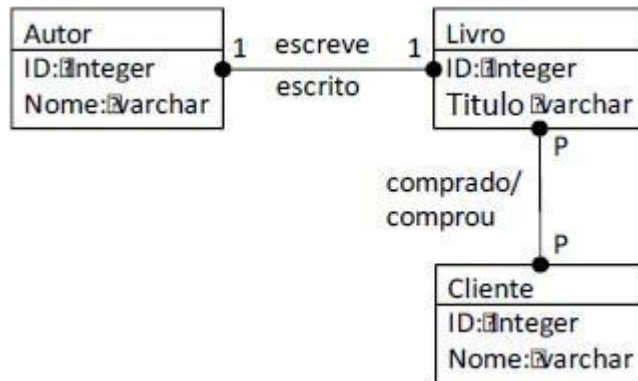 Autor
ID:⍰Integer
Nome:⍰varchar
1 escreve 1
escrito
Livro
ID:⍰Integer
Titulo ⍰varchar
P
comprado/
comprou
P
Cliente
ID:⍰Integer
Nome:⍰varchar